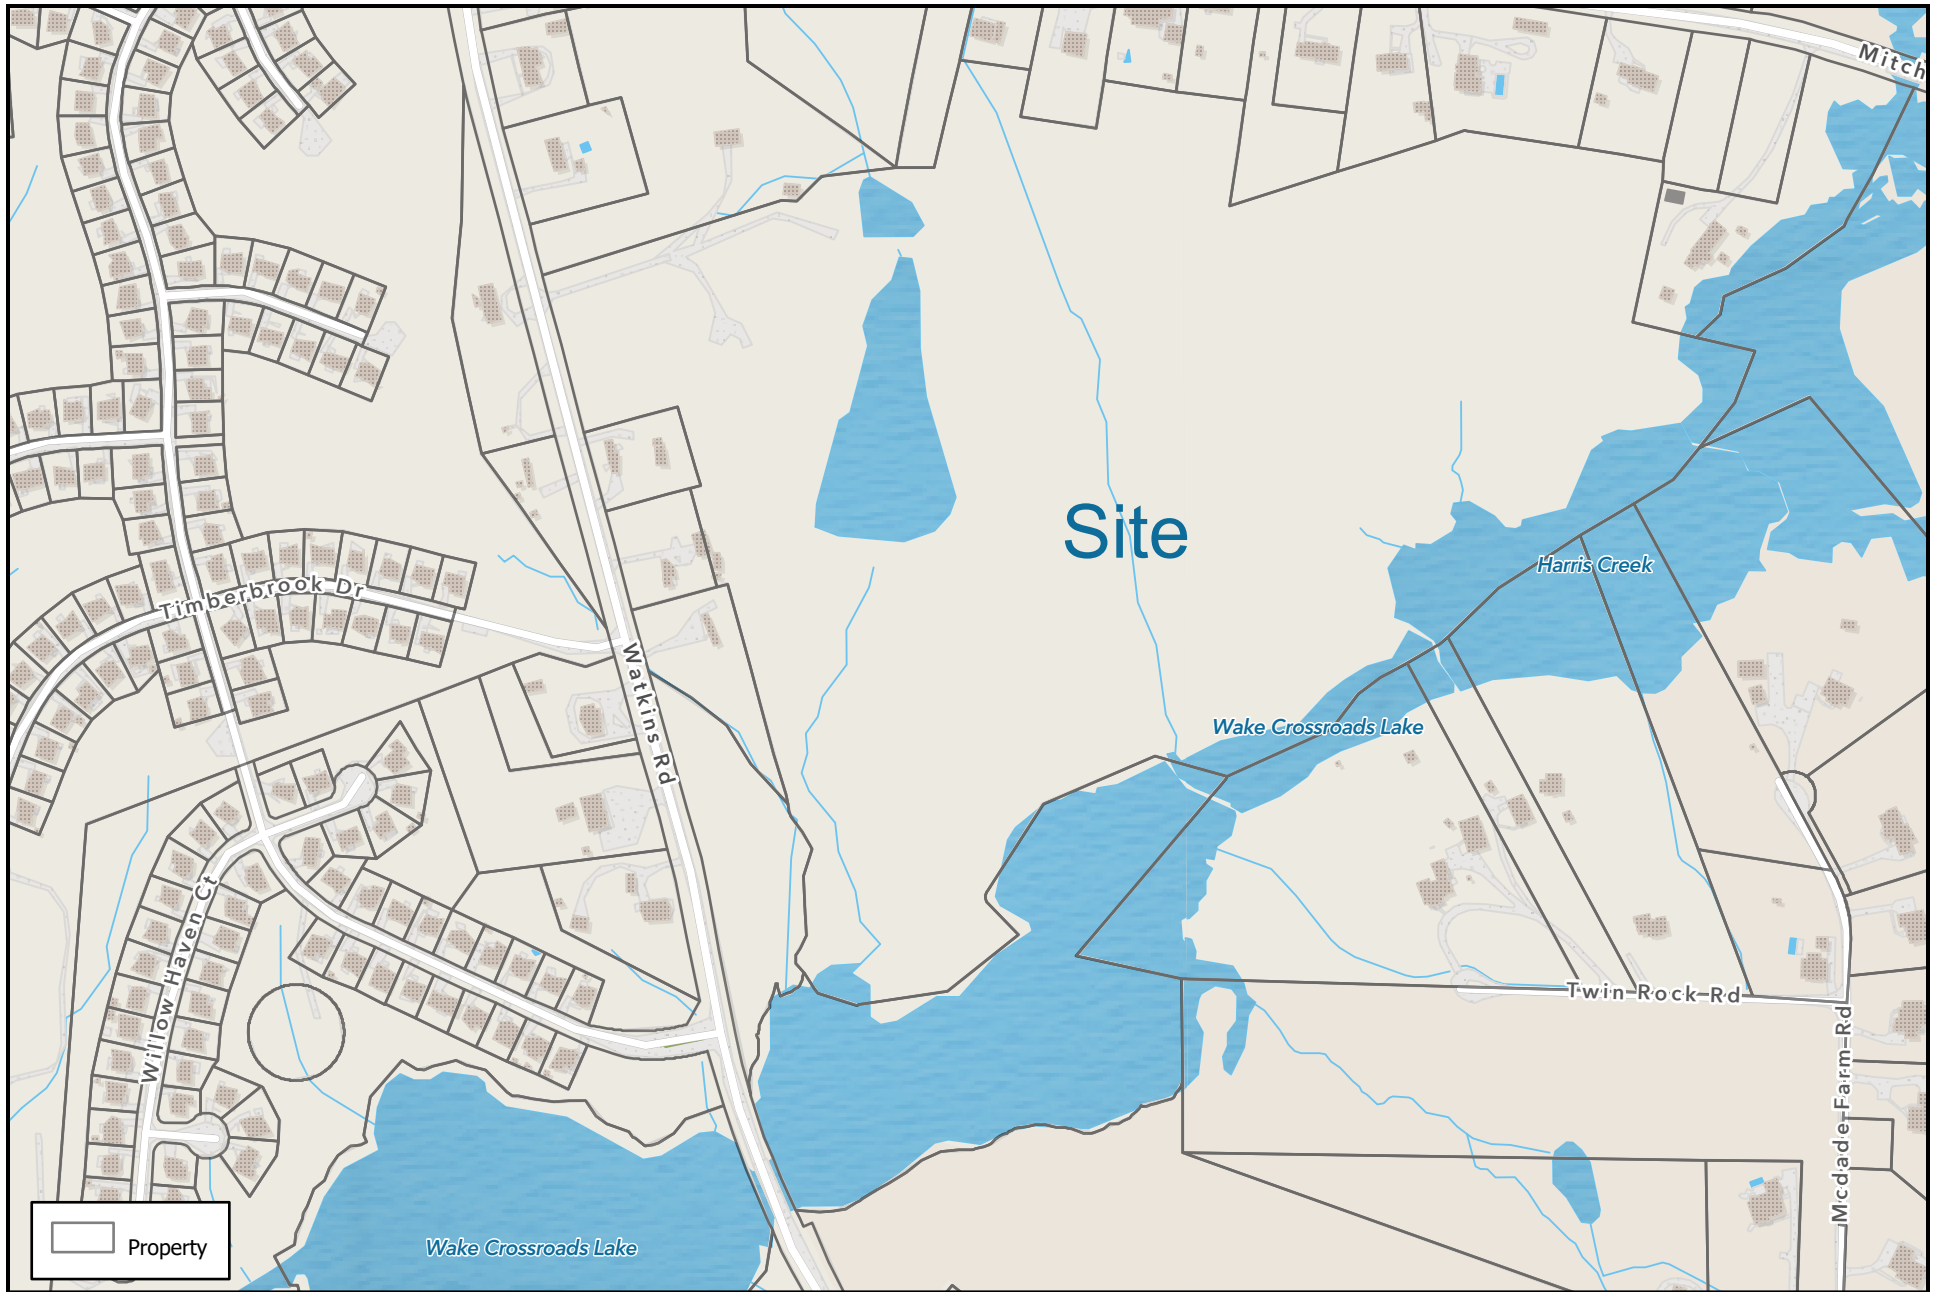 Mitch
Site
Harris Creek
Timberbrook Dr
Watkins Rd
Wake Crossroads Lake
Willow Haven Ct
Twin Rock Rd
Mcdade Farm Rd
Property
Wake Crossroads Lake